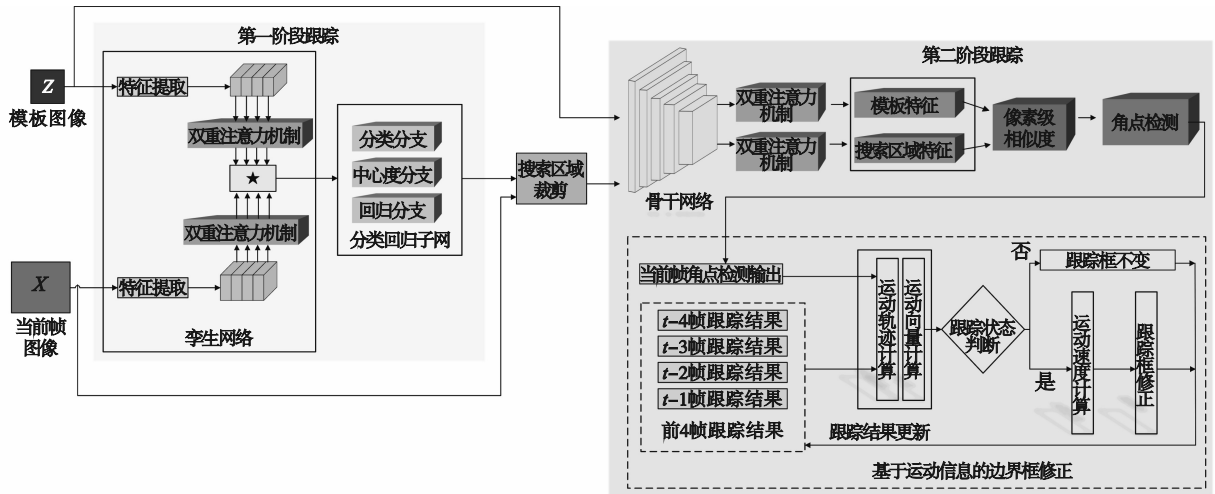 第一阶段跟踪
Z
模板图像
特征提取
双重注意力机制
★
双重注意力机制
X
当前帧
图像
特征提取
孪生网络
分类分支
中心度分支
回归分支
分类回归子网
搜索区域
裁剪
第二阶段跟踪
骨干网络
双重注意力
机制
双重注意力
机制
模板特征
搜索区域特征
像素级
相似度
角点检测
当前帧角点检测输出
t-4帧跟踪结果
t-3帧跟踪结果
t-2帧跟踪结果
t-1帧跟踪结果
前4帧跟踪结果
运动轨迹计算
运动向量计算
跟踪状态
判断
否
跟踪框不变
是
运动速度计算
跟踪框修正
跟踪结果更新
基于运动信息的边界框修正